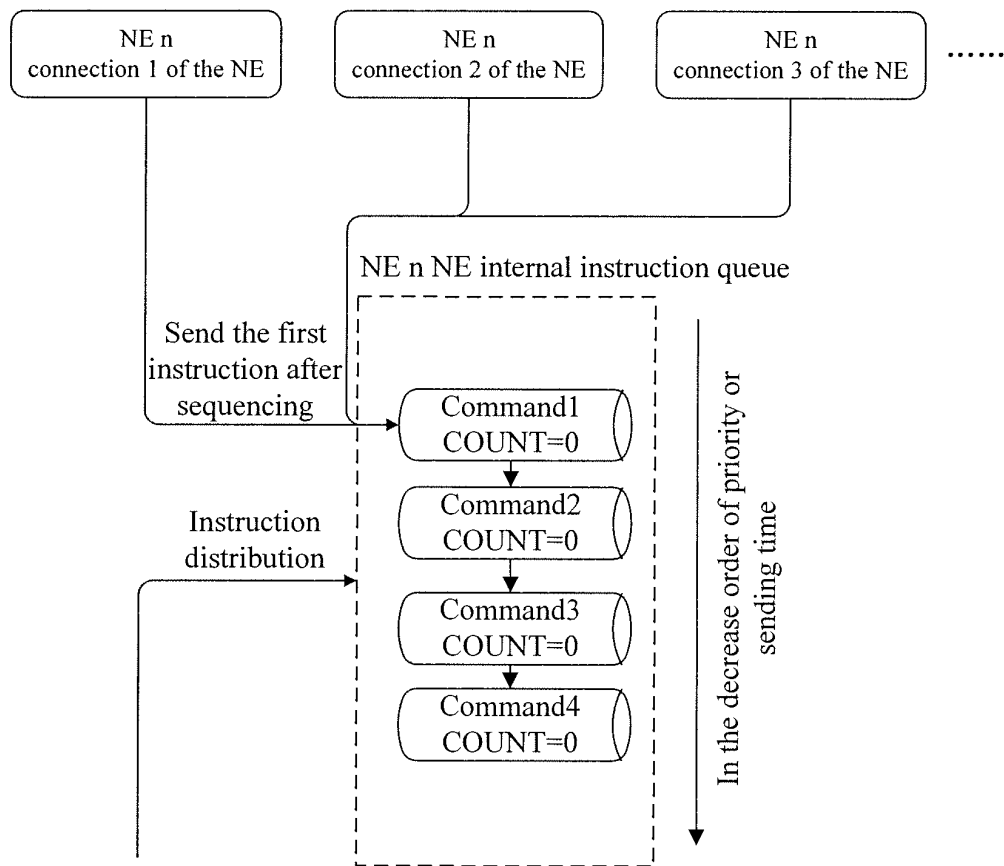 NE n
connection 1 of the NE
NE n
connection 2 of the NE
NE n
connection 3 of the NE
······
NE n NE internal instruction queue
Send the first
instruction after
sequencing
Command1
COUNT=0
Command2
COUNT=0
Instruction
distribution
Command3
COUNT=0
Command4
COUNT=0
In the decrease order of priority or
sending time